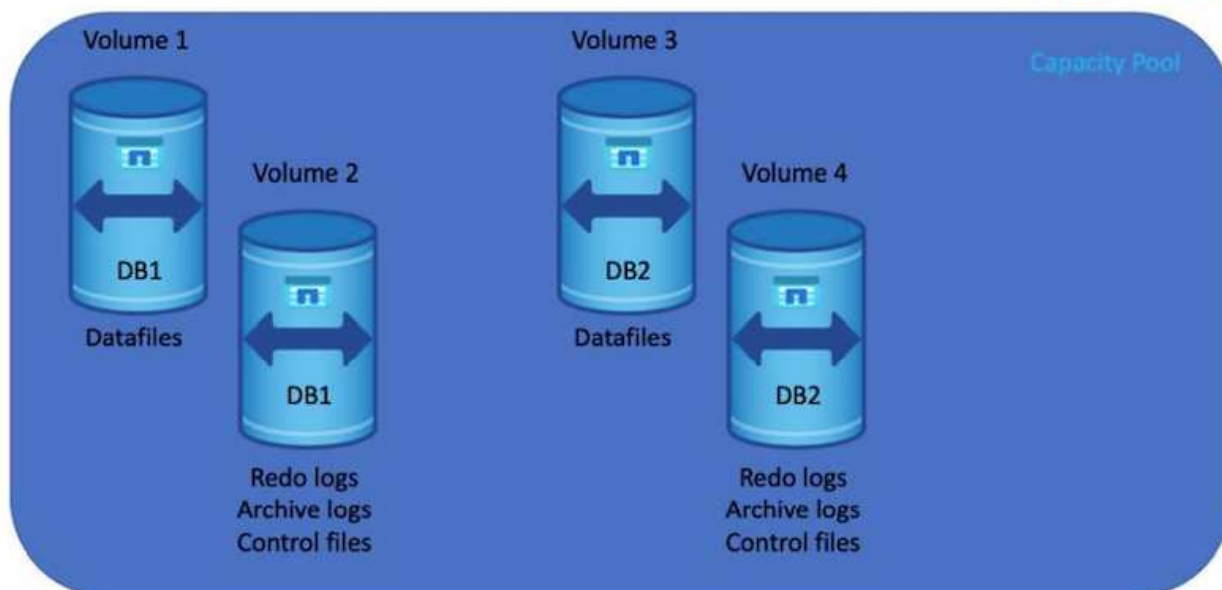 Volume 1
Volume 3
Capacity Pool
Volume 2
Volume 4
DB1
DB2
Datafiles
Datafiles
DB1
DB2
Redo logs
Archive logs
Control files
Redo logs
Archive logs
Control files